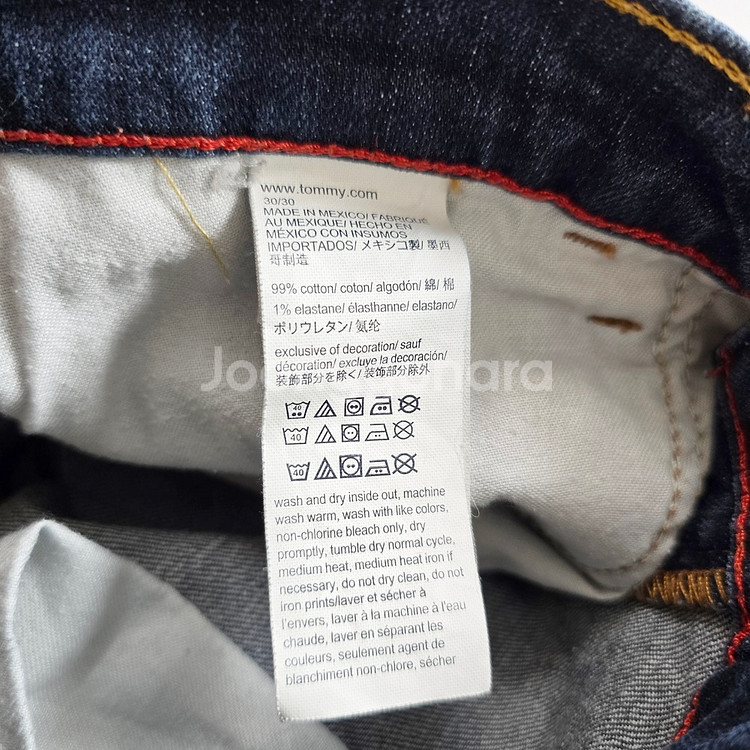 www.tommy.com
30/30
MADE IN MEXICO/ FABRIQUÉ
AU MEXIQUE/ HECHO EN
MÉXICO CON INSUMOS
IMPORTADOS/ メキシコ製/ 墨西
哥制造
99% cotton/ coton/ algodón/ 綿/ 棉
1% elastane/ élasthanne/ elastano/
ポリウレタン/ 氨纶
exclusive of decoration/ sauf
décoration/ excluye la decoración/
装飾部分を除く/ 装饰部分除外
40
40
40
wash and dry inside out, machine
wash warm, wash with like colors,
non-chlorine bleach only, dry
promptly, tumble dry normal cycle,
medium heat, medium heat iron if
necessary, do not dry clean, do not
iron prints/laver et sécher à
l'envers, laver à la machine à l'eau
chaude, laver en séparant les
couleurs, seulement agent de
blanchiment non-chlore, sécher